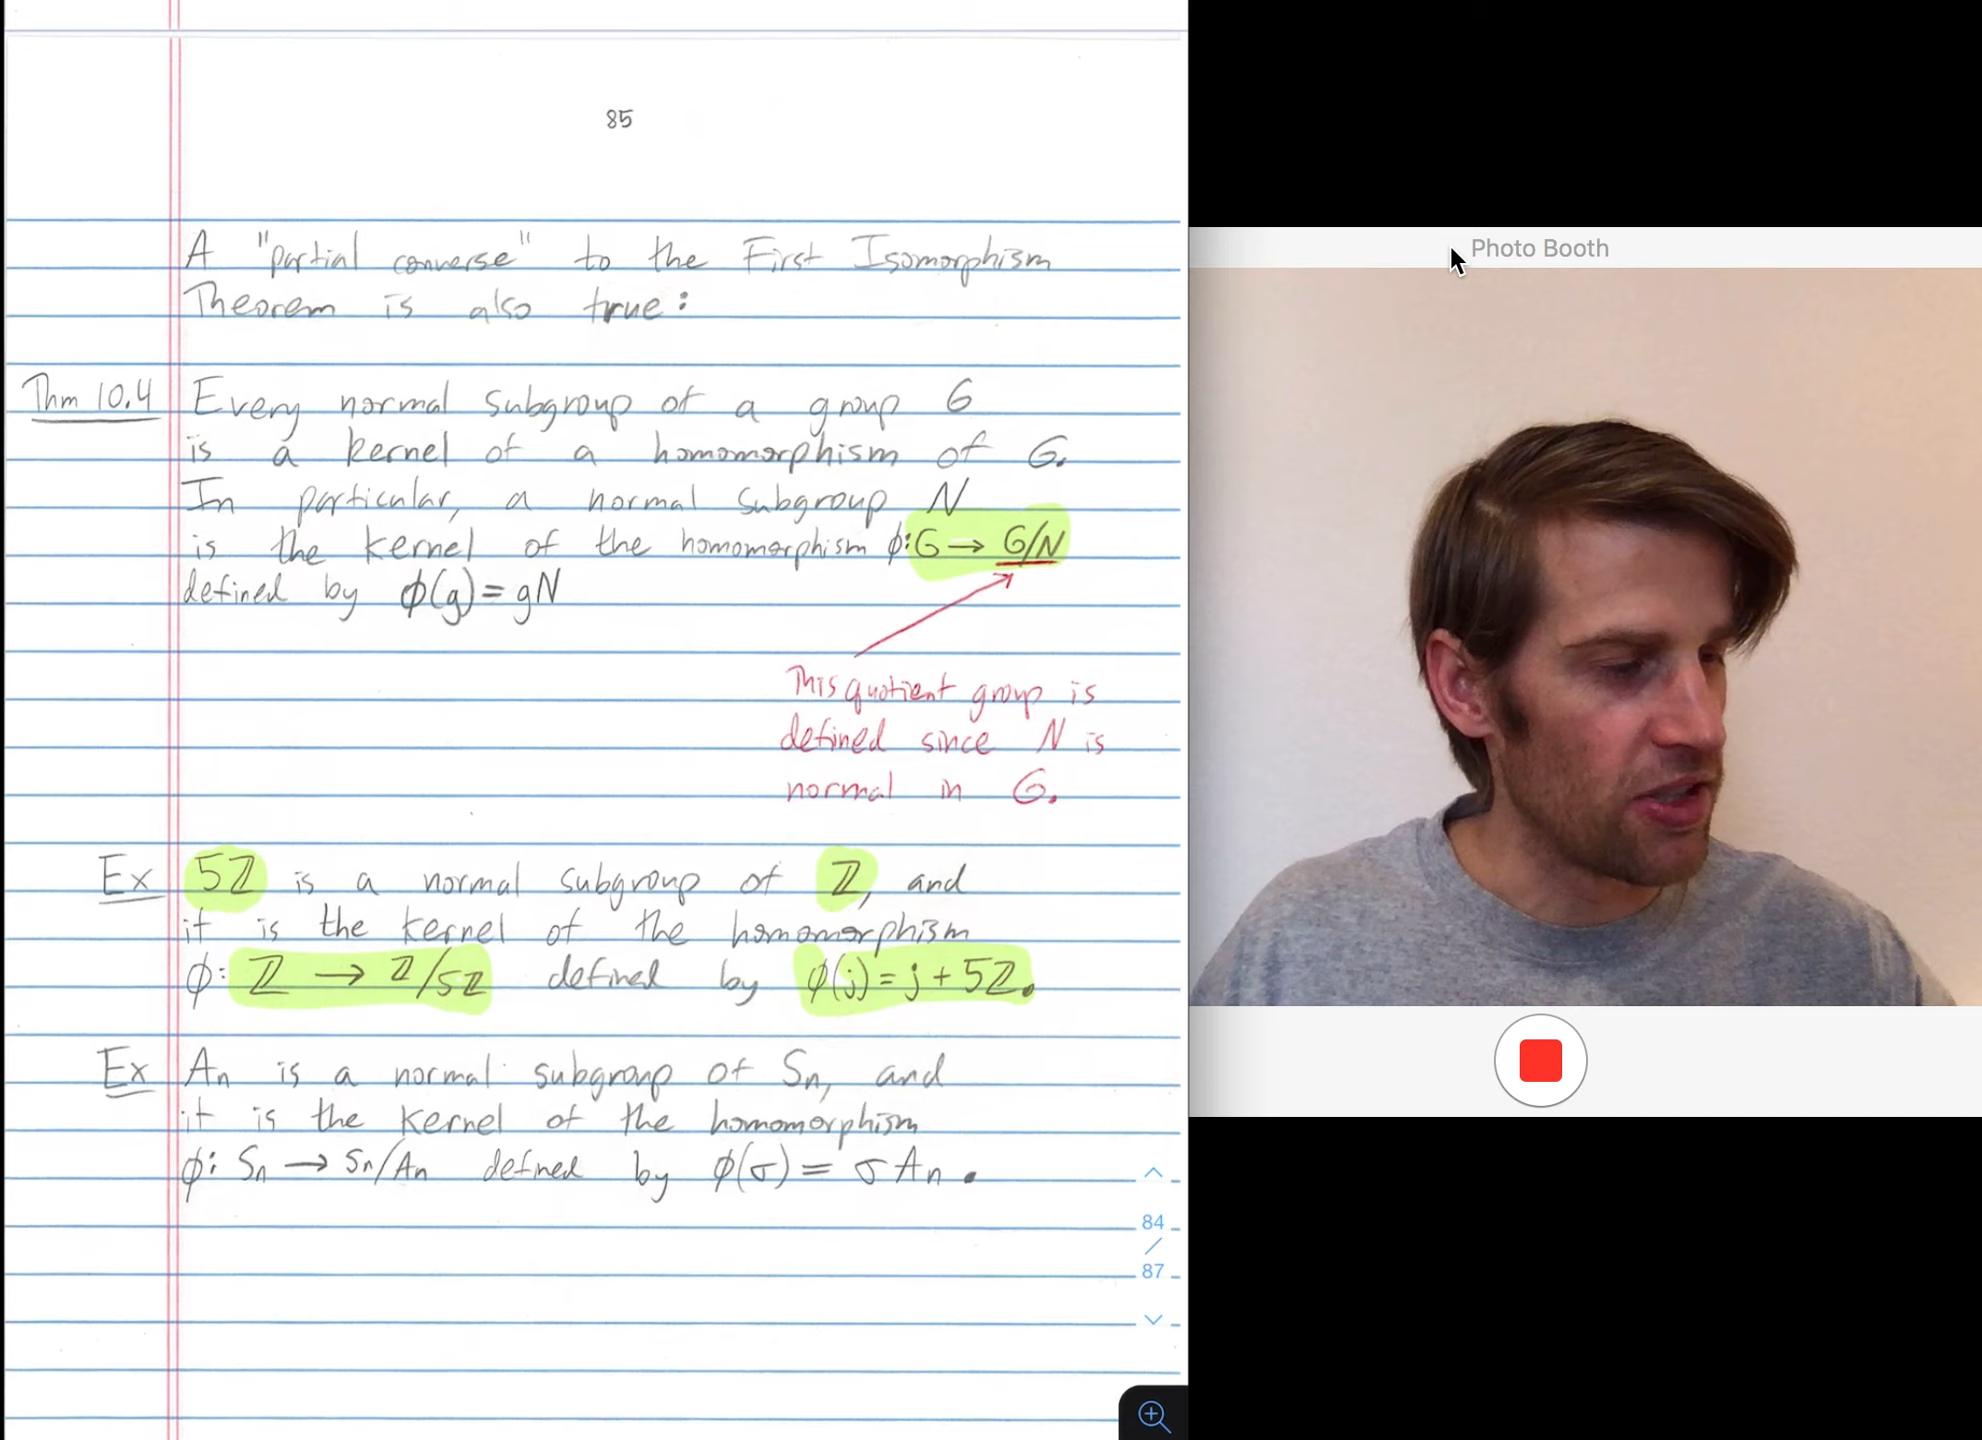 85
A "partial converse" to the First Isomorphism
Theorem is also true:
Thm 10.4 Every normal subgroup of a group G
is a kernel of a homomorphism of G.
In particular, a normal subgroup N
is the kernel of the homomorphism ϕ: G → G/N
defined by ϕ(g) = gN
This quotient group is
defined since N is
normal in G.
Ex 5ℤ is a normal subgroup of ℤ, and
it is the kernel of the homomorphism
ϕ: ℤ → ℤ/5ℤ defined by ϕ(j) = j + 5ℤ.
Ex An is a normal subgroup of Sn, and
it is the kernel of the homomorphism
ϕ: Sn → Sn/An defined by ϕ(σ) = σ An.
84
/
87
Photo Booth